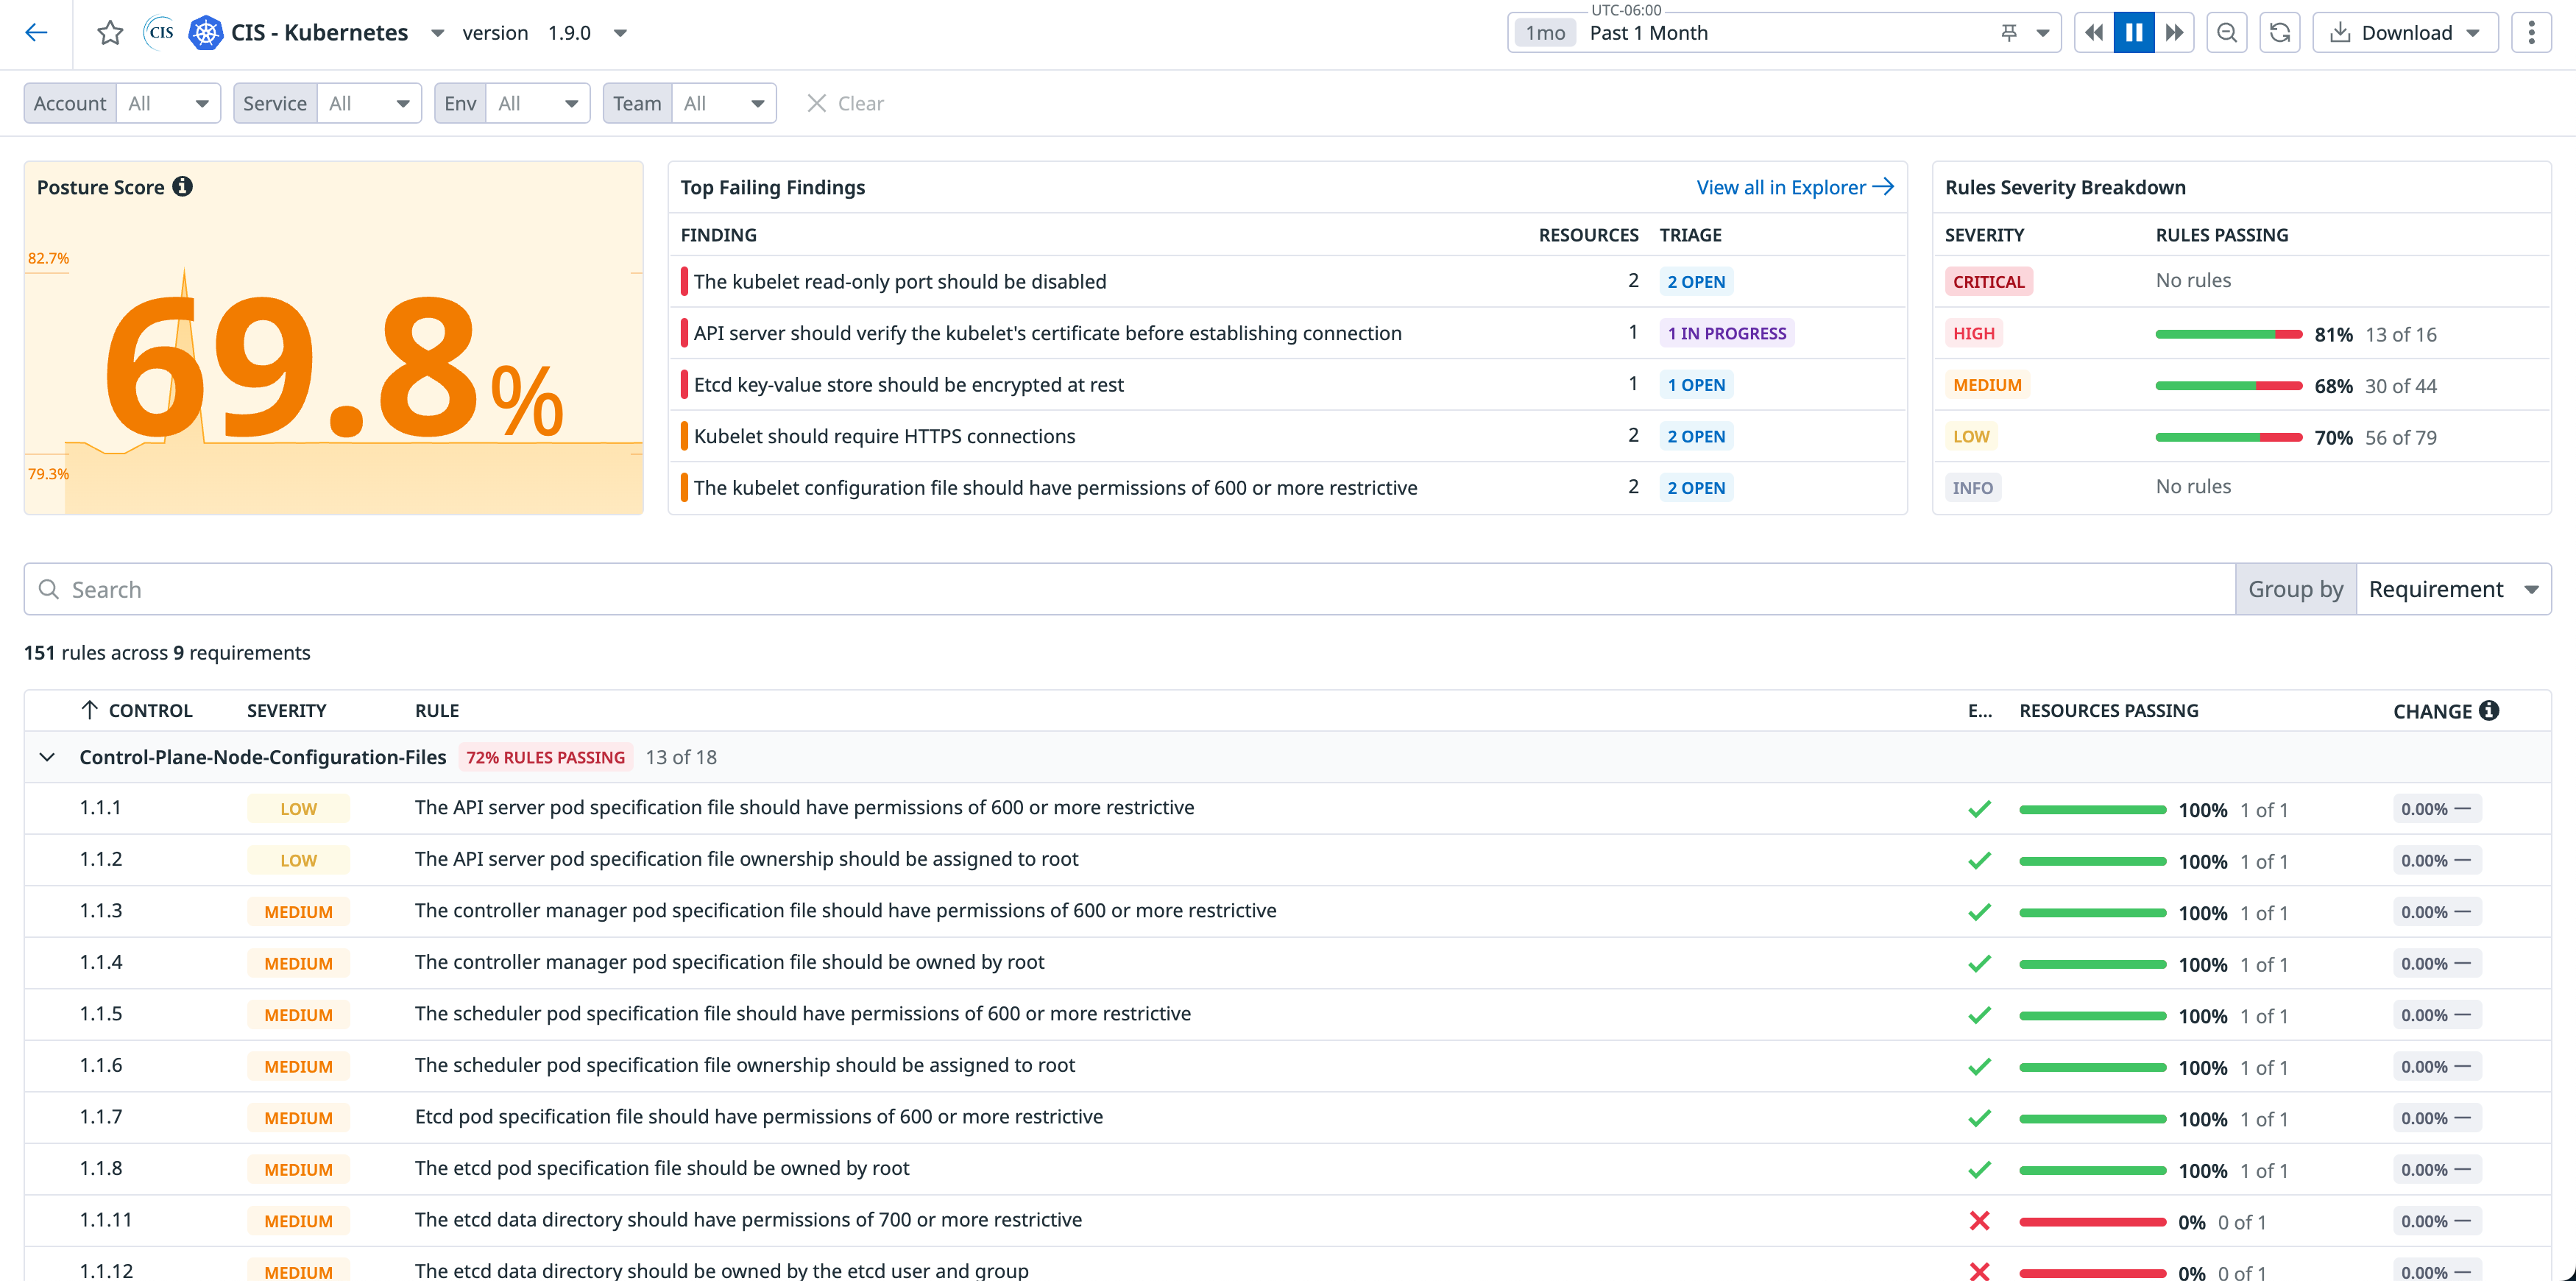 CIS CIS - Kubernetes version 1.9.0 UTC-06:00 1mo Past 1 Month Download
Account All Service All Env All Team All Clear
Posture Score
82.7%
69.8%
79.3%
Top Failing Findings View all in Explorer
FINDING RESOURCES TRIAGE
The kubelet read-only port should be disabled 2 2 OPEN
API server should verify the kubelet's certificate before establishing connection 1 1 IN PROGRESS
Etcd key-value store should be encrypted at rest 1 1 OPEN
Kubelet should require HTTPS connections 2 2 OPEN
The kubelet configuration file should have permissions of 600 or more restrictive 2 2 OPEN
Rules Severity Breakdown
SEVERITY RULES PASSING
CRITICAL No rules
HIGH 81% 13 of 16
MEDIUM 68% 30 of 44
LOW 70% 56 of 79
INFO No rules
Search Group by Requirement
151 rules across 9 requirements
CONTROL SEVERITY RULE E... RESOURCES PASSING CHANGE
Control-Plane-Node-Configuration-Files 72% RULES PASSING 13 of 18
1.1.1 LOW The API server pod specification file should have permissions of 600 or more restrictive 100% 1 of 1 0.00% —
1.1.2 LOW The API server pod specification file ownership should be assigned to root 100% 1 of 1 0.00% —
1.1.3 MEDIUM The controller manager pod specification file should have permissions of 600 or more restrictive 100% 1 of 1 0.00% —
1.1.4 MEDIUM The controller manager pod specification file should be owned by root 100% 1 of 1 0.00% —
1.1.5 MEDIUM The scheduler pod specification file should have permissions of 600 or more restrictive 100% 1 of 1 0.00% —
1.1.6 MEDIUM The scheduler pod specification file ownership should be assigned to root 100% 1 of 1 0.00% —
1.1.7 MEDIUM Etcd pod specification file should have permissions of 600 or more restrictive 100% 1 of 1 0.00% —
1.1.8 MEDIUM The etcd pod specification file should be owned by root 100% 1 of 1 0.00% —
1.1.11 MEDIUM The etcd data directory should have permissions of 700 or more restrictive 0% 0 of 1 0.00% —
1.1.12 MEDIUM The etcd data directory should be owned by the etcd user and group 0% 0 of 1 0.00% —